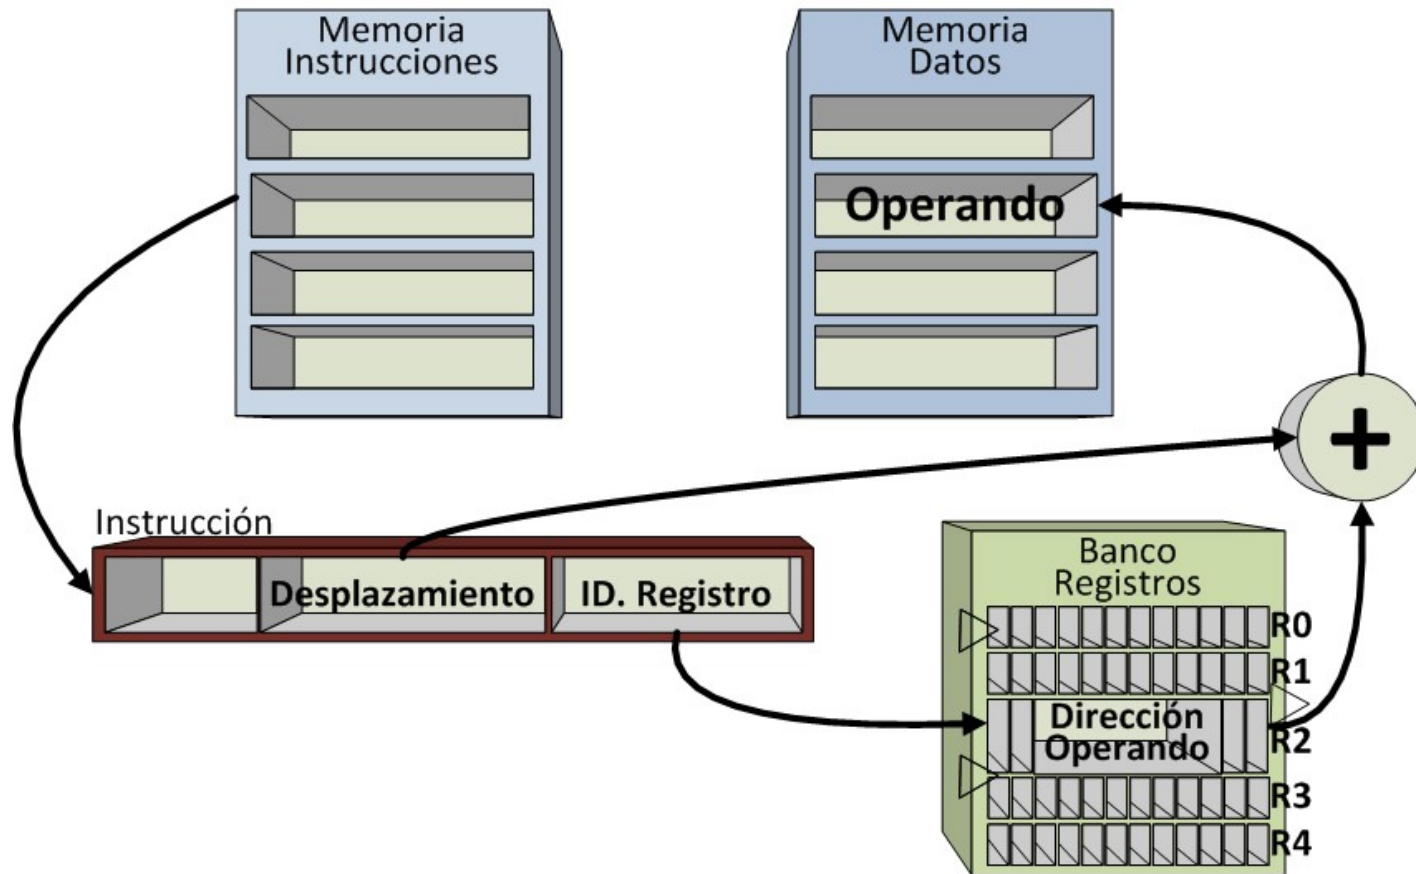 Memoria
Instrucciones
Memoria
Datos
Operando
+
Instrucción
Desplazamiento
ID. Registro
Banco
Registros
R0
R1
Dirección
Operando
R2
R3
R4